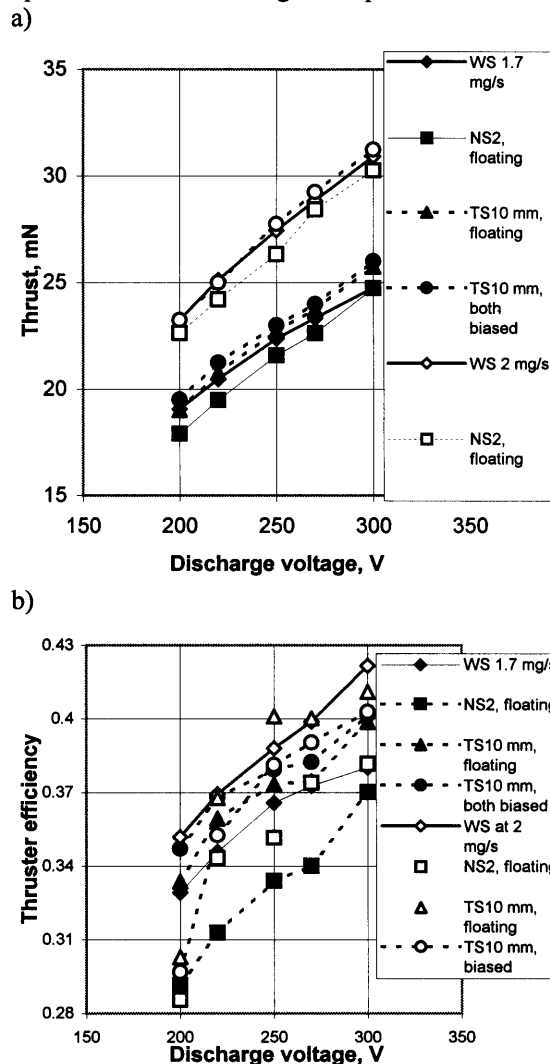 a)
35
30
25
20
15
Thrust, mN
150
200
250
300
350
Discharge voltage, V
WS 1.7
mg/s
NS2,
floating
TS10 mm,
floating
TS10 mm,
both
biased
WS 2 mg/s
NS2,
floating
b)
0.43
0.4
0.37
0.34
0.31
0.28
Thruster efficiency
150
200
250
300
350
Discharge voltage, V
WS 1.7 mg/s
NS2, floating
TS10 mm,
floating
TS10 mm,
both biased
WS at 2
mg/s
NS2, floating
TS10 mm,
floating
TS10 mm,
biased